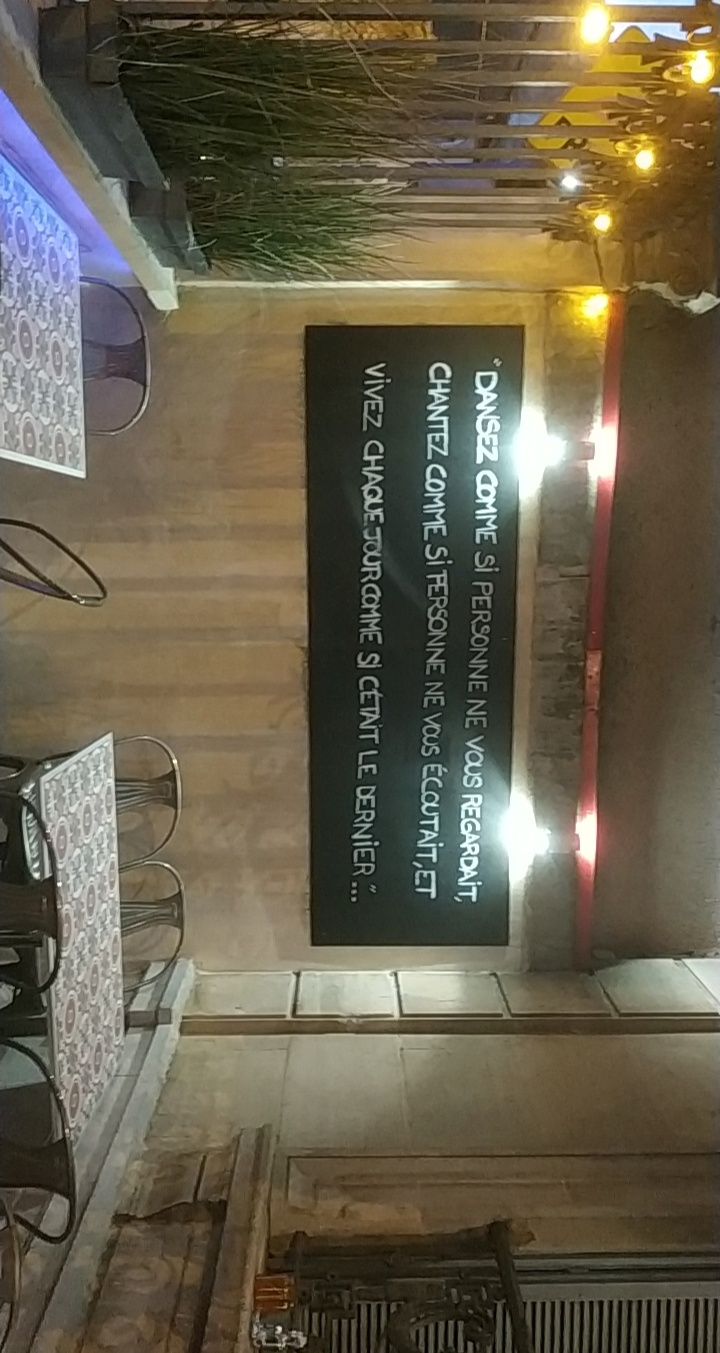 "DANSEZ COMME SI PERSONNE NE VOUS REGARDAIT,
CHANTEZ COMME SI PERSONNE NE VOUS ÉCOUTAIT, ET
VIVEZ CHAQUE JOUR COMME SI C'ÉTAIT LE DERNIER"...